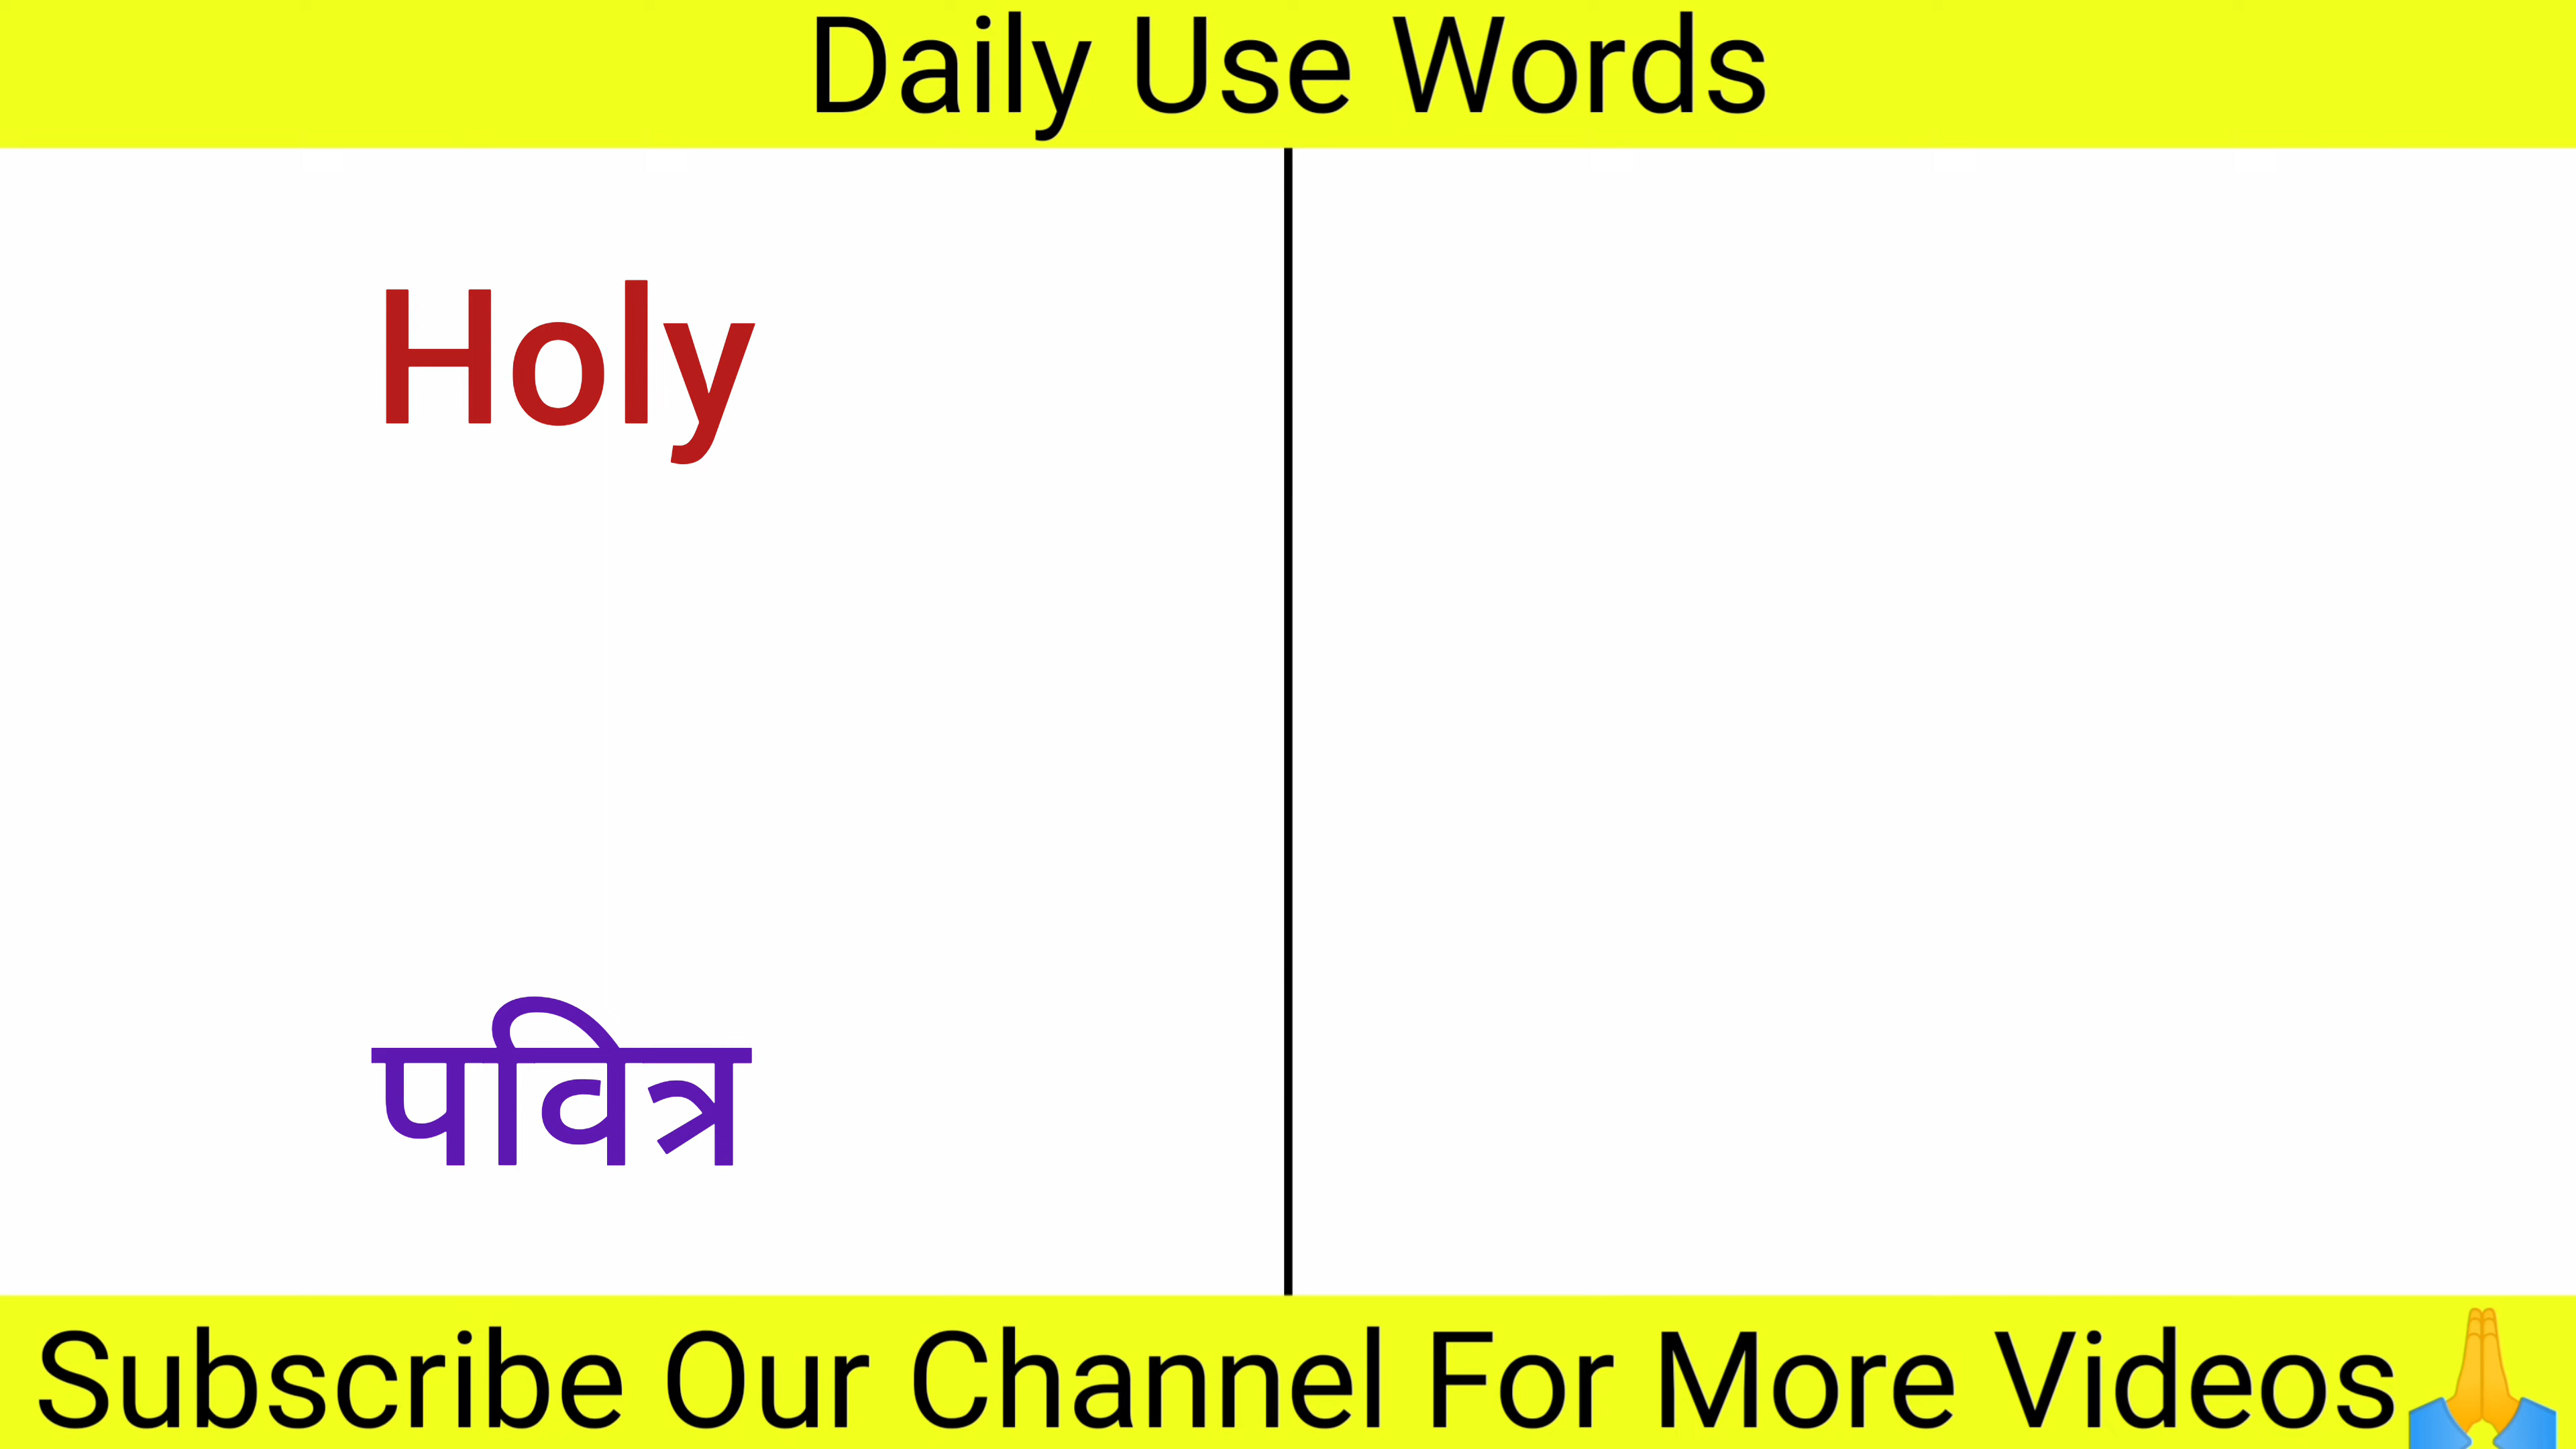 Daily Use Words
Holy
पवित्र
Subscribe Our Channel For More Videos🙏